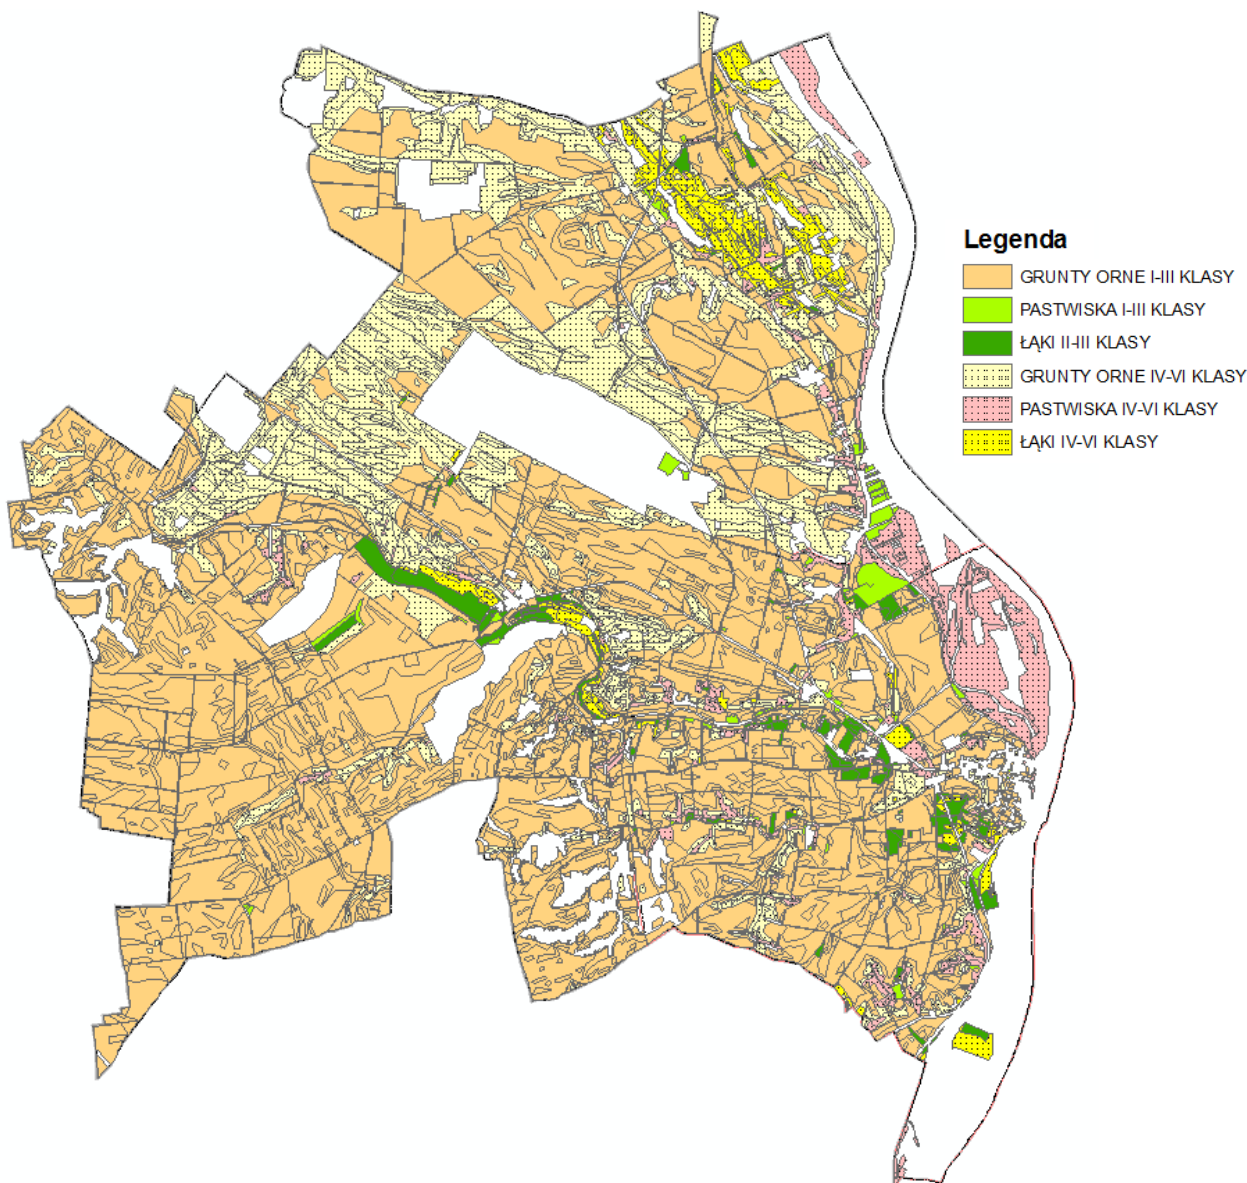 Legenda
GRUNTY ORNE I-III KLASY
PASTWISKA I-III KLASY
ŁĄKI II-III KLASY
GRUNTY ORNE IV-VI KLASY
PASTWISKA IV-VI KLASY
ŁĄKI IV-VI KLASY